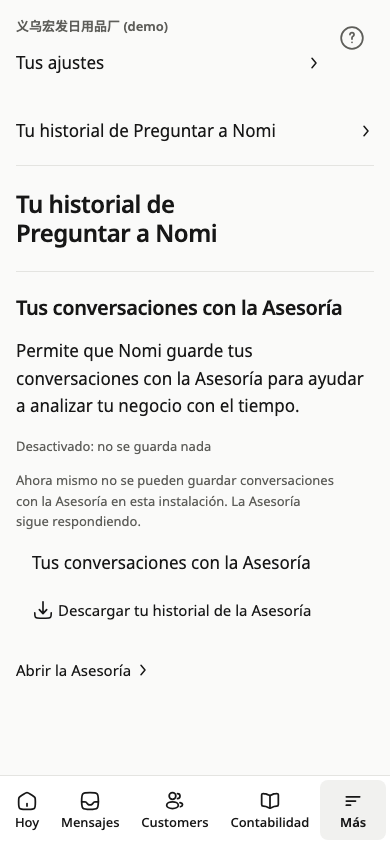 义乌宏发日用品厂 (demo)
Tus ajustes
Tu historial de Preguntar a Nomi
Tu historial de
Preguntar a Nomi
Tus conversaciones con la Asesoría
Permite que Nomi guarde tus
conversaciones con la Asesoría para ayudar
a analizar tu negocio con el tiempo.
Desactivado: no se guarda nada
Ahora mismo no se pueden guardar conversaciones
con la Asesoría en esta instalación. La Asesoría
sigue respondiendo.
Tus conversaciones con la Asesoría
Descargar tu historial de la Asesoría
Abrir la Asesoría
Hoy Mensajes Customers Contabilidad Más